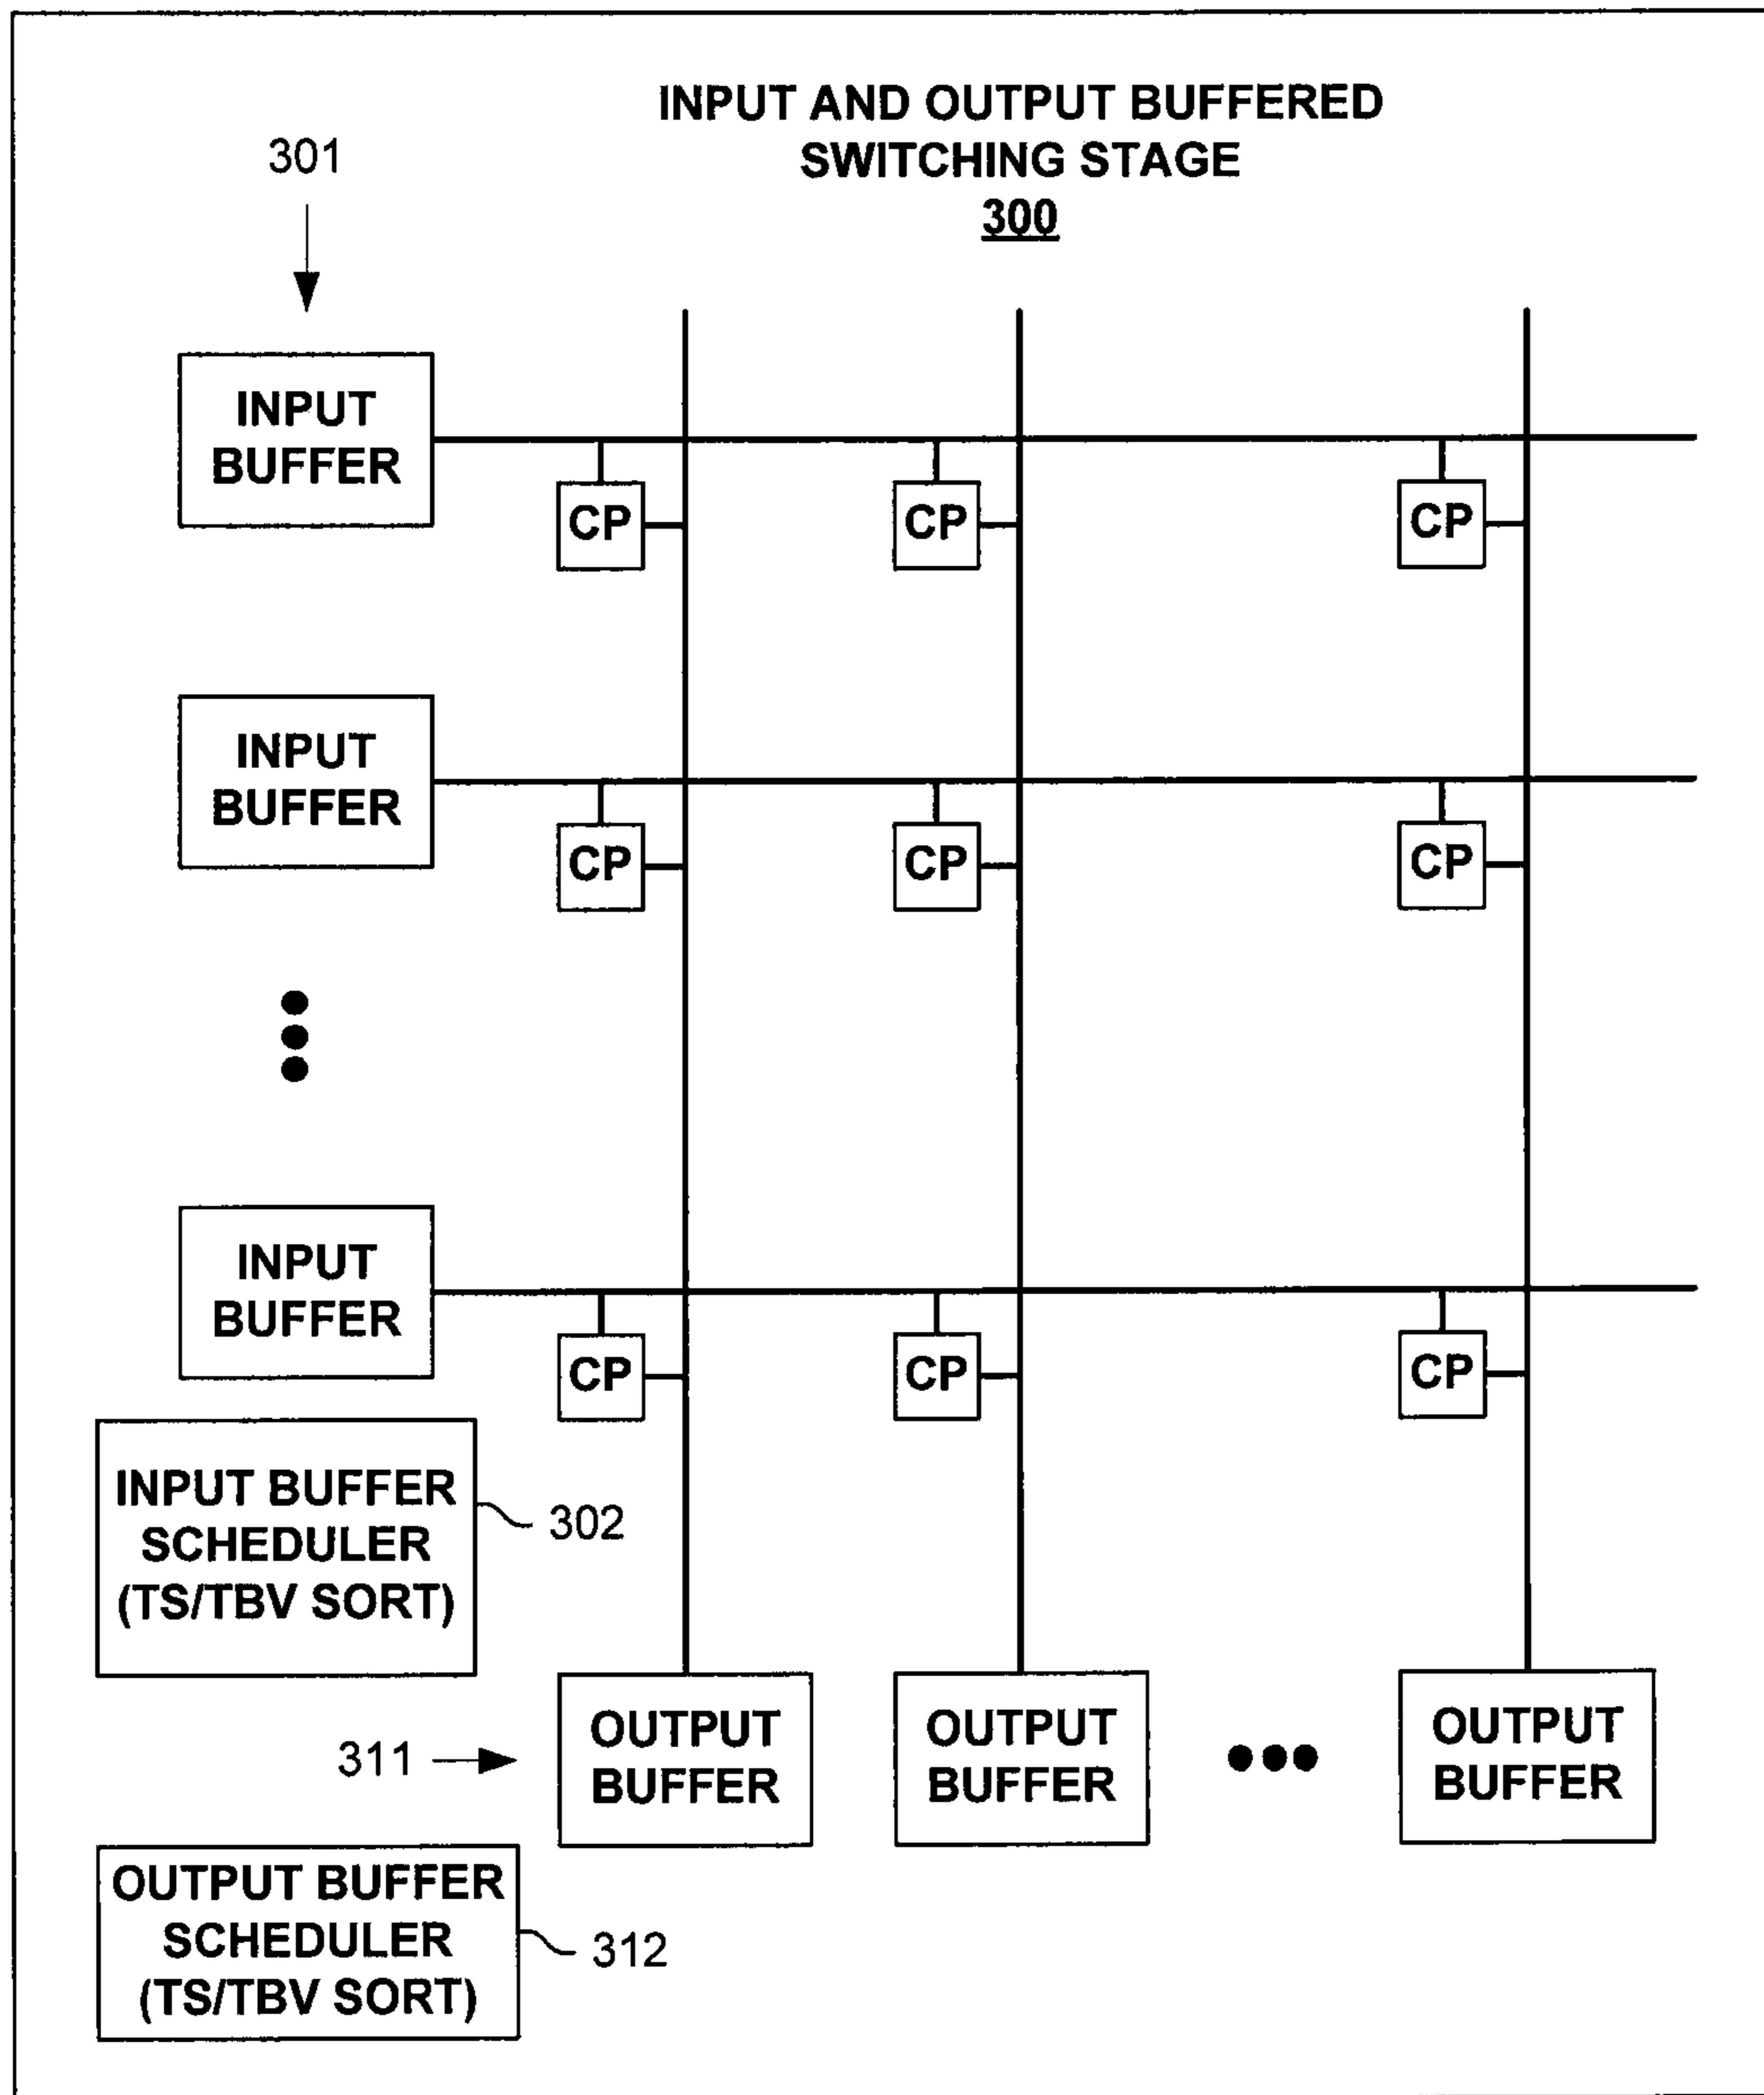 INPUT AND OUTPUT BUFFERED
SWITCHING STAGE
300
301
INPUT
BUFFER
CP
CP
CP
INPUT
BUFFER
CP
CP
CP
INPUT
BUFFER
CP
CP
CP
INPUT BUFFER
SCHEDULER
(TS/TBV SORT)
302
311
OUTPUT
BUFFER
OUTPUT
BUFFER
OUTPUT
BUFFER
OUTPUT BUFFER
SCHEDULER
(TS/TBV SORT)
312